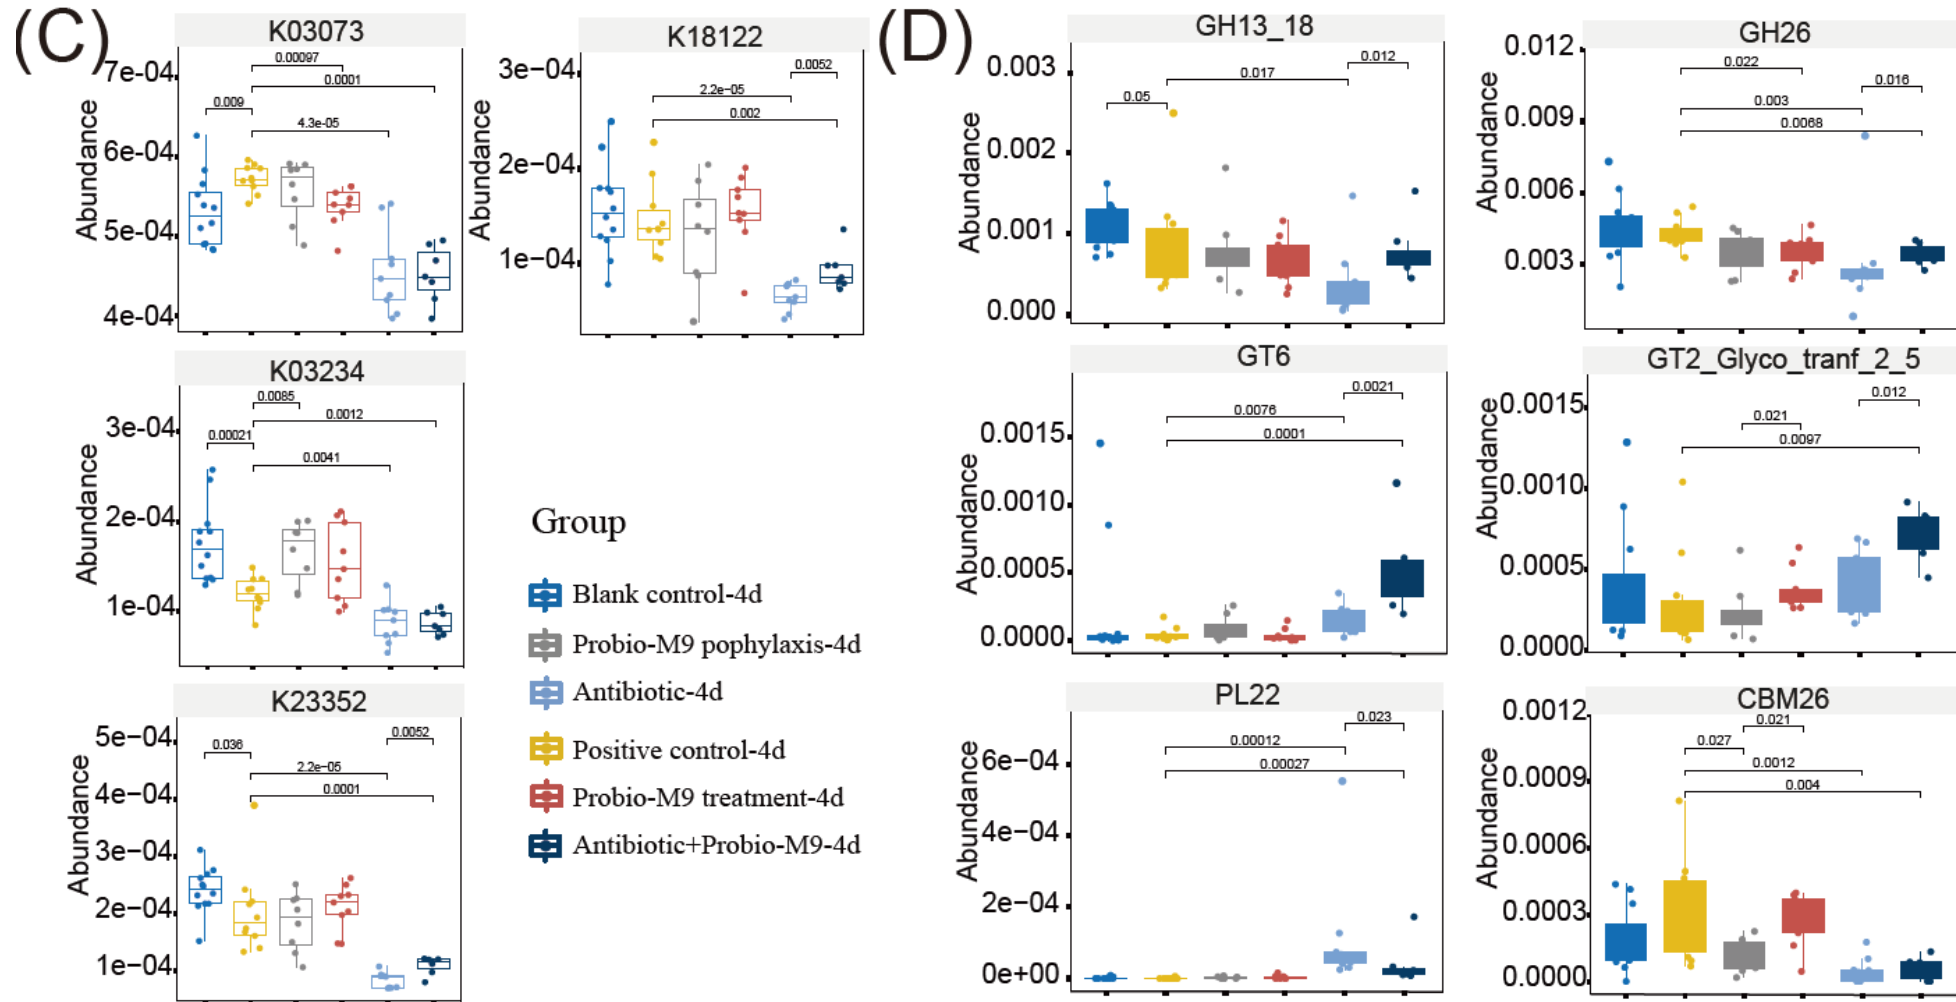 (C)
K03073
7e−04
6e−04
5e−04
4e−04
Abundance
0.00097
0.0001
0.009
4.3e-05
K18122
3e−04
2e−04
1e−04
Abundance
0.0052
2.2e-05
0.002
K03234
3e−04
2e−04
1e−04
Abundance
0.0085
0.0012
0.00021
0.0041
K23352
5e−04
4e−04
3e−04
2e−04
1e−04
Abundance
0.0052
0.036
2.2e-05
0.0001
Group
Blank control-4d
Probio-M9 pophylaxis-4d
Antibiotic-4d
Positive control-4d
Probio-M9 treatment-4d
Antibiotic+Probio-M9-4d
(D)
GH13_18
0.003
0.002
0.001
0.000
Abundance
0.012
0.017
0.05
GH26
0.012
0.009
0.006
0.003
Abundance
0.022
0.016
0.003
0.0068
GT6
0.0015
0.0010
0.0005
0.0000
Abundance
0.0021
0.0076
0.0001
GT2_Glyco_tranf_2_5
0.0015
0.0010
0.0005
0.0000
Abundance
0.012
0.021
0.0097
PL22
6e−04
4e−04
2e−04
0e+00
Abundance
0.023
0.00012
0.00027
CBM26
0.0012
0.0009
0.0006
0.0003
0.0000
Abundance
0.021
0.027
0.0012
0.004